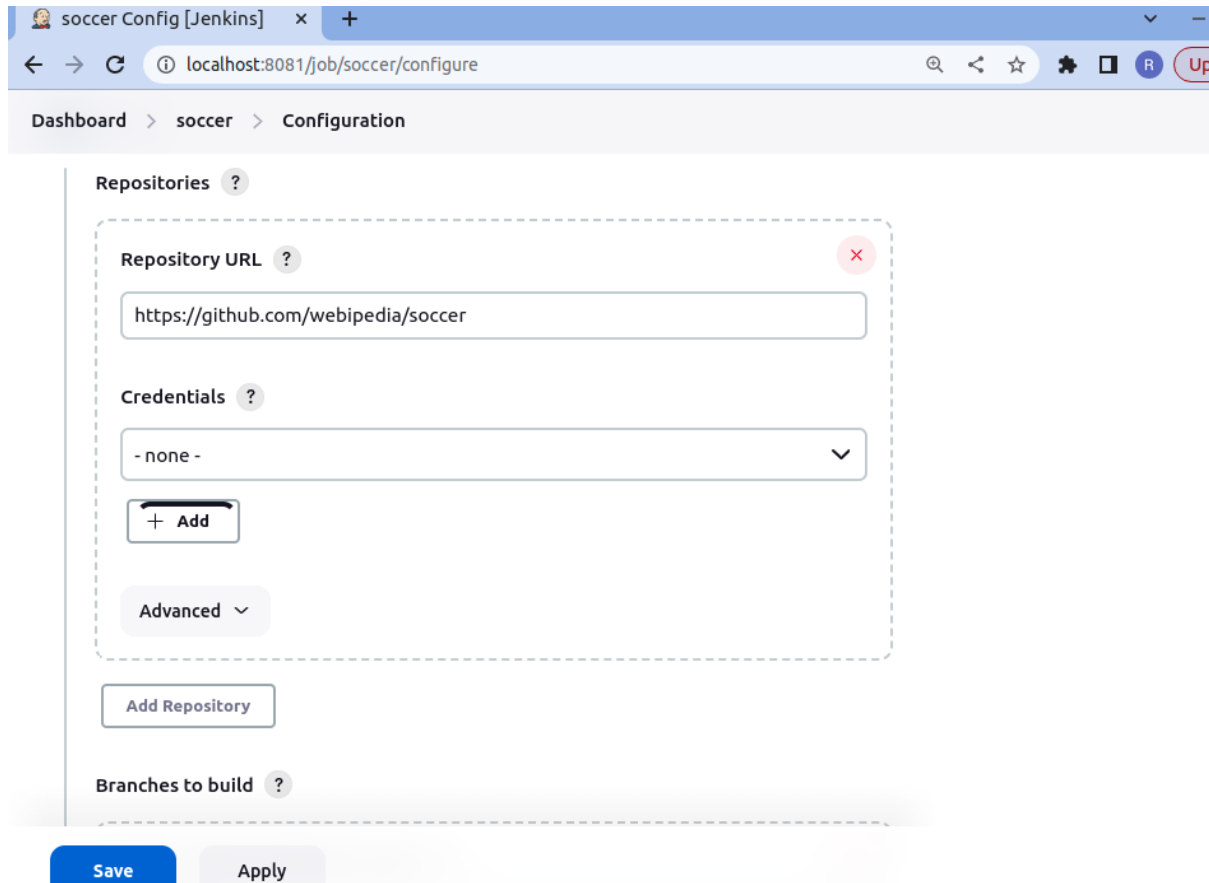 soccer Config [Jenkins]
localhost:8081/job/soccer/configure
R
Up
Dashboard > soccer > Configuration
Repositories ?
Repository URL ?
https://github.com/webipedia/soccer
Credentials ?
- none -
+ Add
Advanced
Add Repository
Branches to build ?
Save Apply